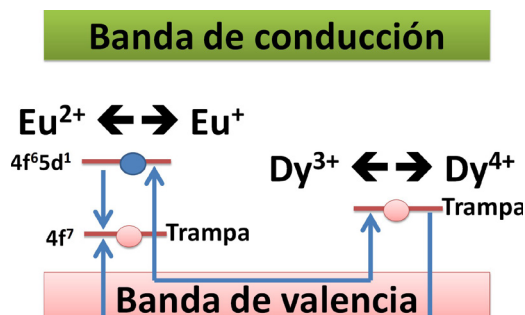 Banda de conducción
Eu²⁺ ↔ Eu⁺
4f⁶5d¹
Dy³⁺ ↔ Dy⁴⁺
Trampa
4f⁷
Trampa
Banda de valencia